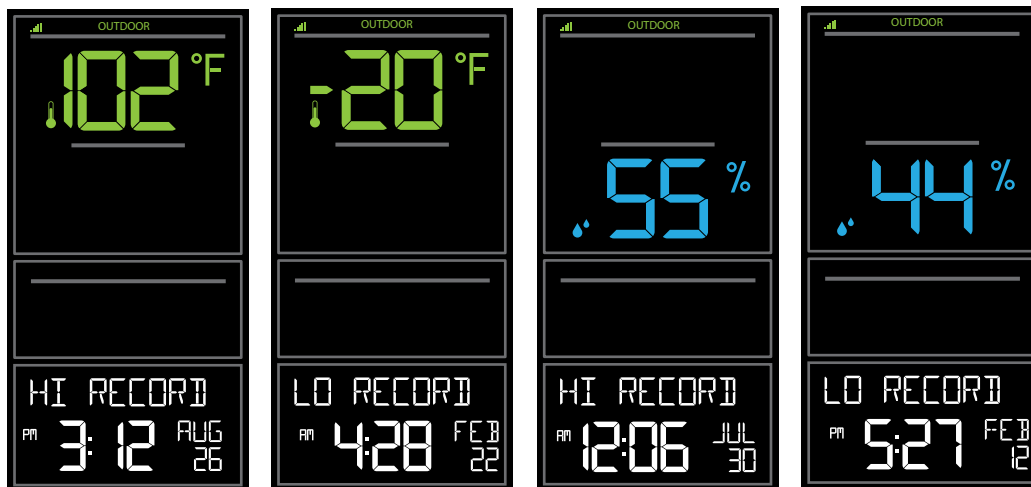 OUTDOOR
102 °F
HI RECORD
PM 3:12 AUG 26
OUTDOOR
-20 °F
LO RECORD
AM 4:28 FEB 22
OUTDOOR
55 %
HI RECORD
AM 12:06 JUL 30
OUTDOOR
44 %
LO RECORD
PM 5:27 FEB 12